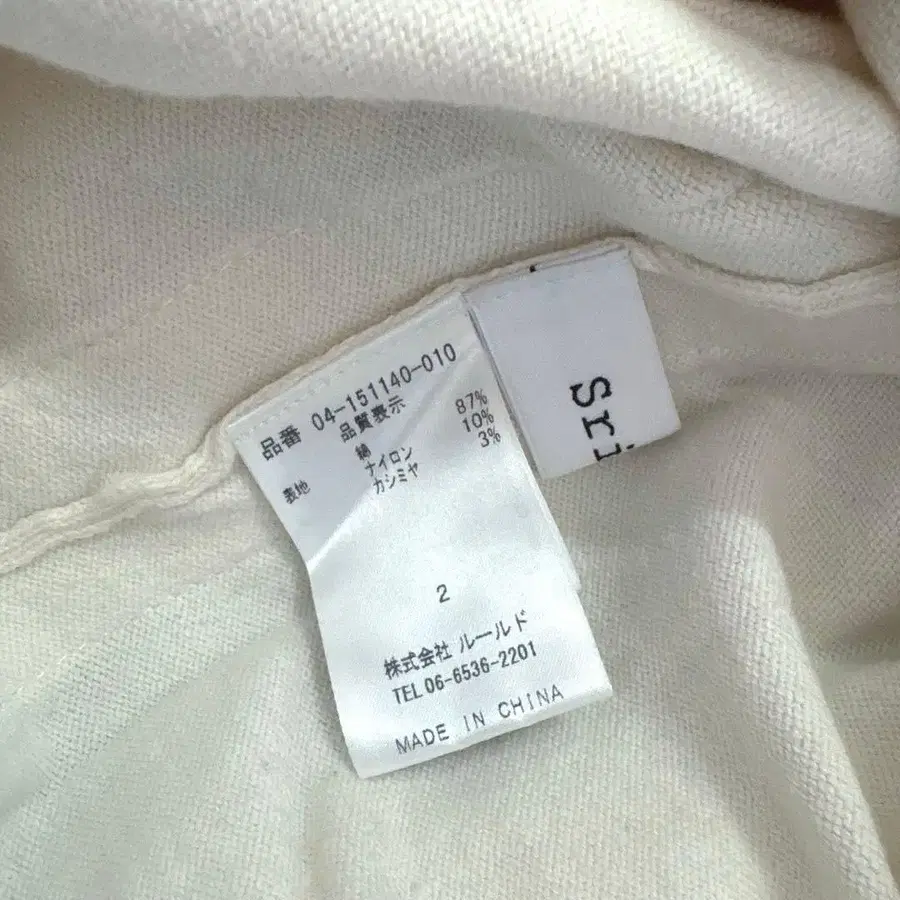 品番 04-151140-010
品質表示
綿 87%
ナイロン 10%
表地 カシミヤ 3%
2
株式会社 ルールド
TEL 06-6536-2201
MADE IN CHINA